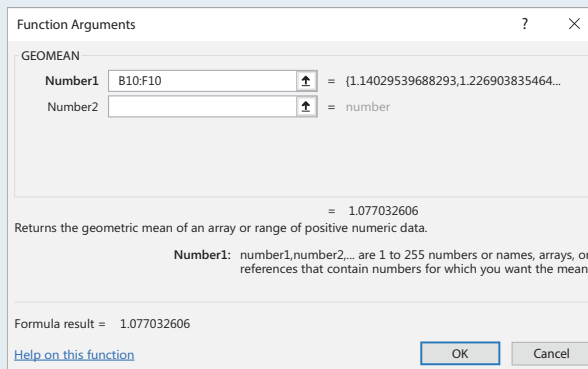 Function Arguments ? ×
GEOMEAN
Number1 B10:F10 = {1.14029539688293,1.226903835464...
Number2 = number
= 1.077032606
Returns the geometric mean of an array or range of positive numeric data.
Number1: number1,number2,... are 1 to 255 numbers or names, arrays, or
references that contain numbers for which you want the mean
Formula result = 1.077032606
Help on this function OK Cancel